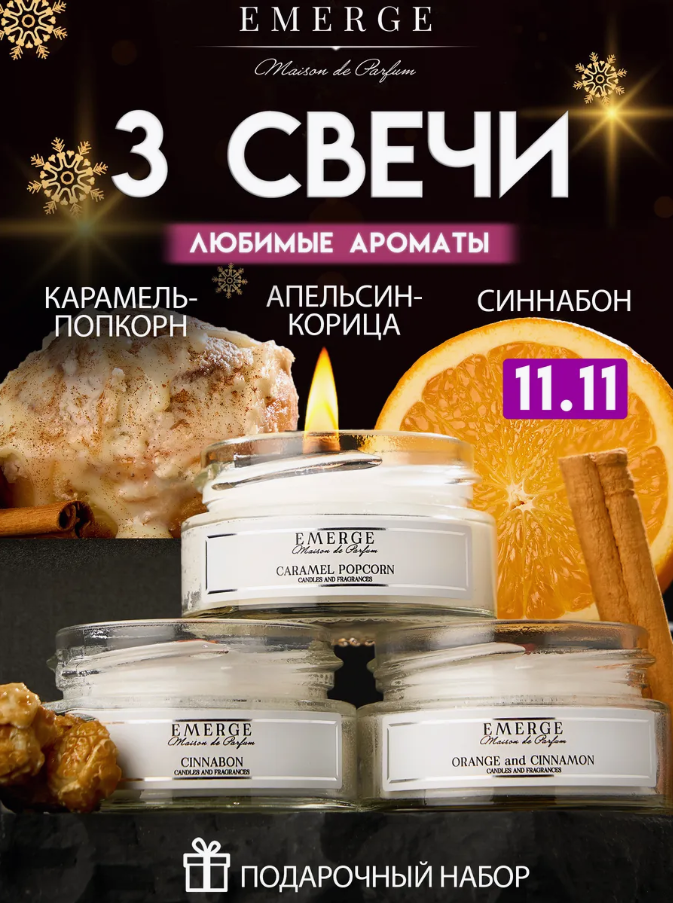 EMERGE
Maison de Parfum
3 СВЕЧИ
ЛЮБИМЫЕ АРОМАТЫ
КАРАМЕЛЬ-
ПОПКОРН
АПЕЛЬСИН-
КОРИЦА
СИННАБОН
11.11
EMERGE
Maison de Parfum
CARAMEL POPCORN
CANDLES AND FRAGRANCES
EMERGE
Maison de Parfum
CINNABON
CANDLES AND FRAGRANCES
EMERGE
Maison de Parfum
ORANGE and CINNAMON
CANDLES AND FRAGRANCES
ПОДАРОЧНЫЙ НАБОР